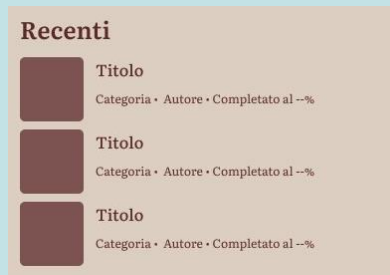 Recenti
Titolo
Categoria • Autore • Completato al --%
Titolo
Categoria • Autore • Completato al --%
Titolo
Categoria • Autore • Completato al --%